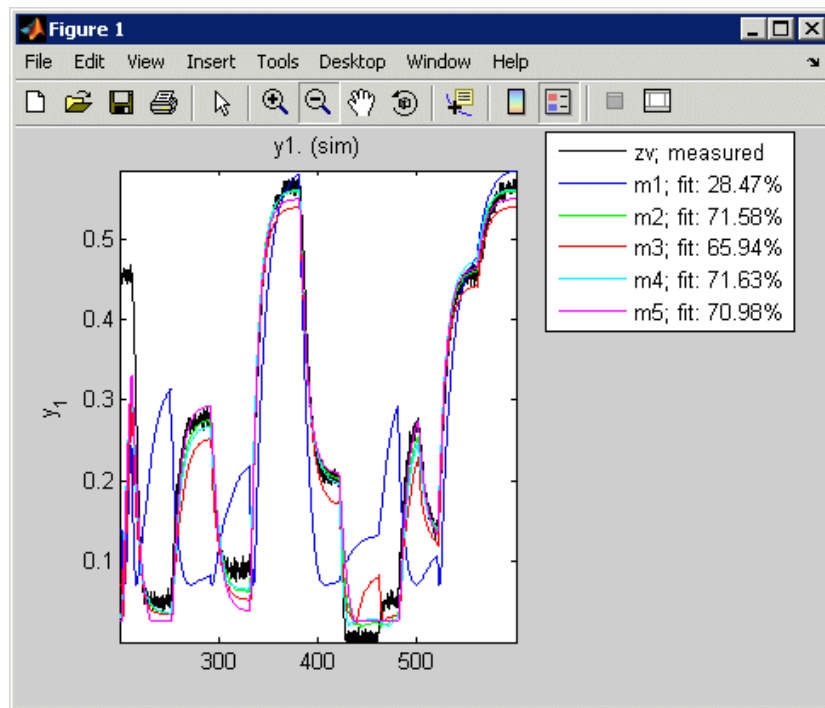 Figure 1
File Edit View Insert Tools Desktop Window Help
y1. (sim)
zv; measured
m1; fit: 28.47%
m2; fit: 71.58%
m3; fit: 65.94%
m4; fit: 71.63%
m5; fit: 70.98%
0.5
0.4
0.3
0.2
0.1
y1
300 400 500